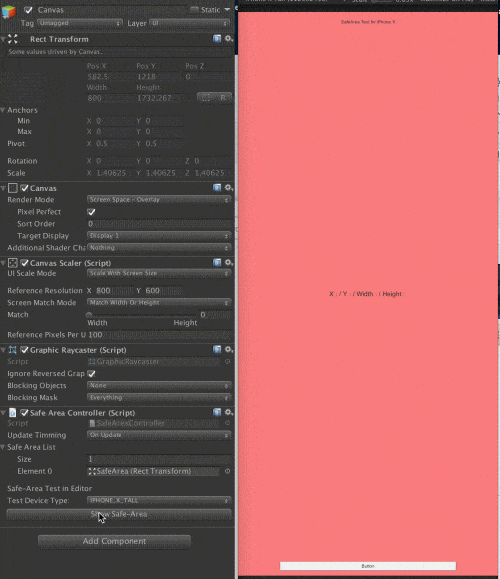 Canvas
Static
Tag Untagged Layer UI
Rect Transform
Some values driven by Canvas.
Pos X Pos Y Pos Z
582.5 1218 0
Width Height
800 1732.267
R
Anchors
Min X 0 Y 0
Max X 0 Y 0
Pivot X 0.5 Y 0.5
Rotation X 0 Y 0 Z 0
Scale X 1.40625 Y 1.40625 Z 1.40625
Canvas
Render Mode Screen Space - Overlay
Pixel Perfect
Sort Order 0
Target Display Display 1
Additional Shader Cha Nothing
Canvas Scaler (Script)
UI Scale Mode Scale With Screen Size
Reference Resolution X 800 Y 600
Screen Match Mode Match Width Or Height
Match 0
Width Height
Reference Pixels Per U 100
Graphic Raycaster (Script)
Script GraphicRaycaster
Ignore Reversed Grap
Blocking Objects None
Blocking Mask Everything
Safe Area Controller (Script)
Script SafeAreaController
Update Timming On Update
Safe Area List
Size 1
Element 0 SafeArea (Rect Transform)
Safe-Area Test in Editor
Test Device Type: IPHONE_X_TALL
Show Safe-Area
Add Component
SafeArea Test for iPhone X
X : / Y : / Width : / Height :
Button